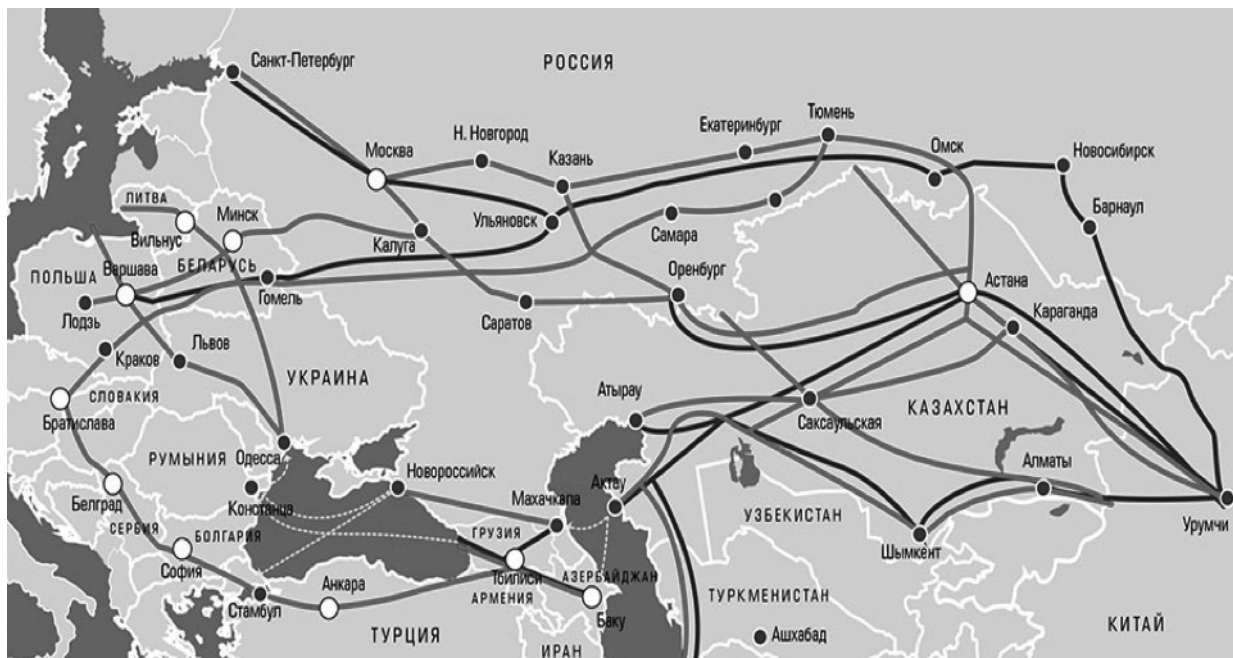 Санкт-Петербург
РОССИЯ
Тюмень
Н. Новгород
Екатеринбург
Омск
Москва
Казань
Новосибирск
ЛИТВА
Минск
Вильнус
Ульяновск
Самара
Барнаул
Калуга
ПОЛЬША
Варшава
БЕЛАРУСЬ
Гомель
Оренбург
Астана
Лодзь
Саратов
Караганда
Краков
Львов
УКРАИНА
СЛОВАКИЯ
Братислава
Атырау
Саксаульская
КАЗАХСТАН
РУМЫНИЯ
Одесса
Новороссийск
Алматы
Белград
Констанца
Махачкала
Актау
СЕРБИЯ
БОЛГАРИЯ
ГРУЗИЯ
УЗБЕКИСТАН
Урумчи
София
Анкара
Тбилиси
АЗЕРБАЙДЖАН
Шымкент
Стамбул
АРМЕНИЯ
Баку
ТУРКМЕНИСТАН
ТУРЦИЯ
ИРАН
Ашхабад
КИТАЙ